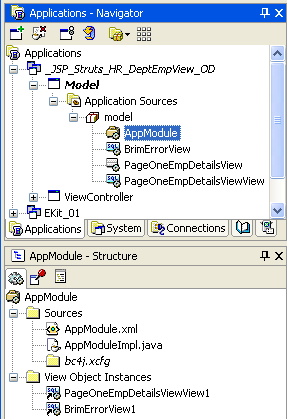 Applications - Navigator
Applications
_JSP_Struts_HR_DeptEmpView_OD
Model
Application Sources
model
AppModule
BrimErrorView
PageOneEmpDetailsView
PageOneEmpDetailsViewView
ViewController
EKit_01
Applications System Connections
AppModule - Structure
AppModule
Sources
AppModule.xml
AppModuleImpl.java
bc4j.xcfg
View Object Instances
PageOneEmpDetailsViewView1
BrimErrorView1